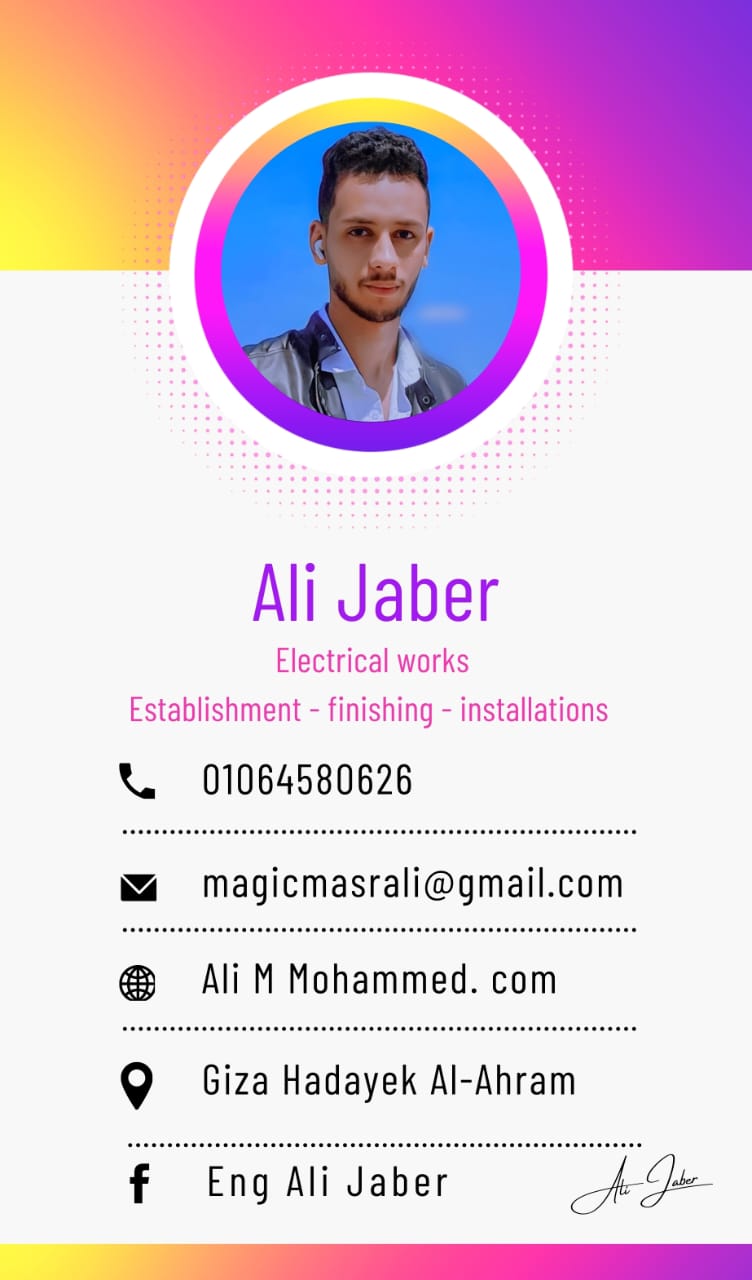 Ali Jaber
Electrical works
Establishment - finishing - installations
01064580626
magicmasrali@gmail.com
Ali M Mohammed. com
Giza Hadayek Al-Ahram
Eng Ali Jaber
Ali Jaber